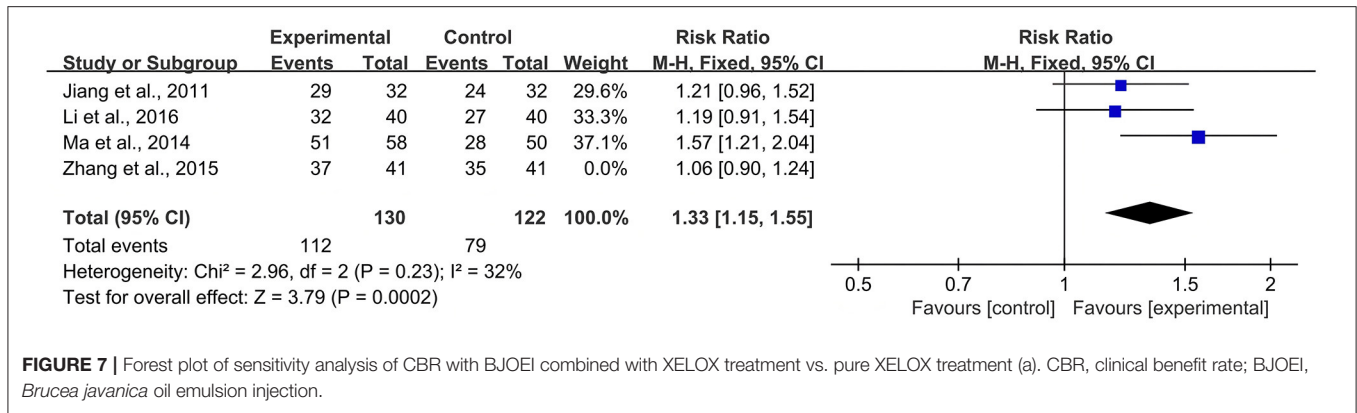 Experimental Control Risk Ratio Risk Ratio
Study or Subgroup Events Total Events Total Weight M-H, Fixed, 95% CI M-H, Fixed, 95% CI
Jiang et al., 2011 29 32 24 32 29.6% 1.21 [0.96, 1.52]
Li et al., 2016 32 40 27 40 33.3% 1.19 [0.91, 1.54]
Ma et al., 2014 51 58 28 50 37.1% 1.57 [1.21, 2.04]
Zhang et al., 2015 37 41 35 41 0.0% 1.06 [0.90, 1.24]
Total (95% CI) 130 122 100.0% 1.33 [1.15, 1.55]
Total events 112 79
Heterogeneity: Chi² = 2.96, df = 2 (P = 0.23); I² = 32%
Test for overall effect: Z = 3.79 (P = 0.0002)
0.5 0.7 1 1.5 2
Favours [control] Favours [experimental]
FIGURE 7 | Forest plot of sensitivity analysis of CBR with BJOEI combined with XELOX treatment vs. pure XELOX treatment (a). CBR, clinical benefit rate; BJOEI,
Brucea javanica oil emulsion injection.